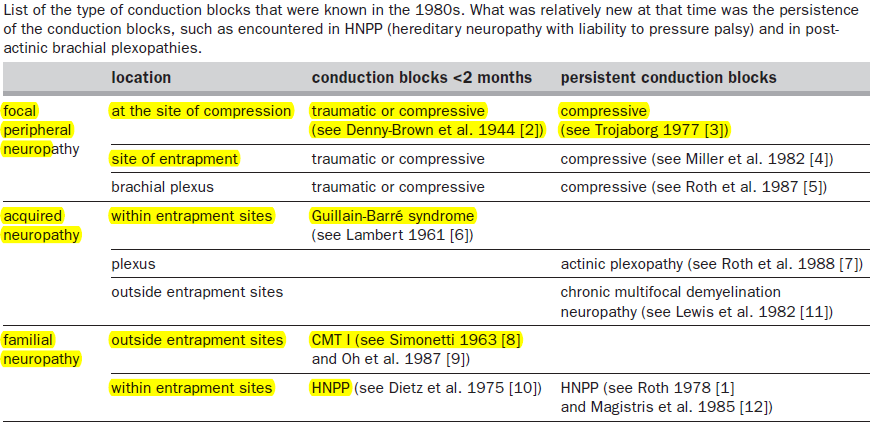 List of the type of conduction blocks that were known in the 1980s. What was relatively new at that time was the persistence
of the conduction blocks, such as encountered in HNPP (hereditary neuropathy with liability to pressure palsy) and in post-
actinic brachial plexopathies.
location conduction blocks <2 months persistent conduction blocks
focal at the site of compression traumatic or compressive compressive
peripheral (see Denny-Brown et al. 1944 [2]) (see Trojaborg 1977 [3])
neuropathy
site of entrapment traumatic or compressive compressive (see Miller et al. 1982 [4])
brachial plexus traumatic or compressive compressive (see Roth et al. 1987 [5])
acquired within entrapment sites Guillain-Barré syndrome
neuropathy (see Lambert 1961 [6])
plexus actinic plexopathy (see Roth et al. 1988 [7])
outside entrapment sites chronic multifocal demyelination
neuropathy (see Lewis et al. 1982 [11])
familial outside entrapment sites CMT I (see Simonetti 1963 [8]
neuropathy and Oh et al. 1987 [9])
within entrapment sites HNPP (see Dietz et al. 1975 [10]) HNPP (see Roth 1978 [1]
and Magistris et al. 1985 [12])